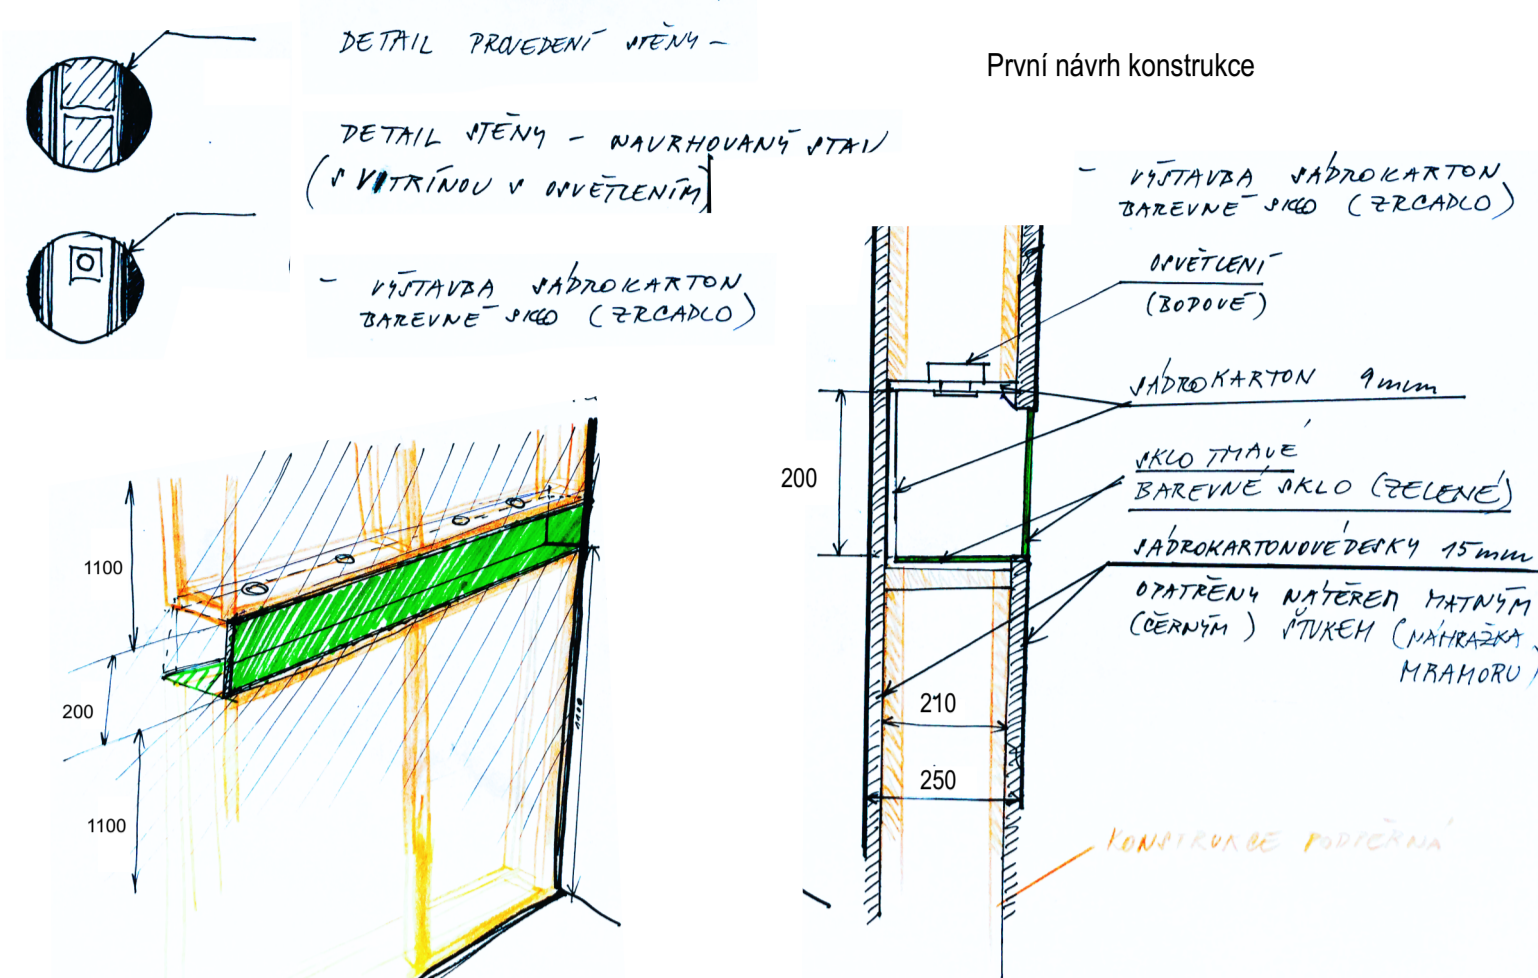 DETAIL PROVEDENÍ STĚNY –
První návrh konstrukce
DETAIL STĚNY – NAVRHOVANÝ STAV
(S VITRÍNOU S OSVĚTLENÍM)
– VÝSTAVBA SÁDROKARTON
BAREVNÉ SKLO (ZRCADLO)
– VÝSTAVBA SÁDROKARTON
BAREVNÉ SKLO (ZRCADLO)
OSVĚTLENÍ
(BODOVÉ)
SÁDROKARTON 9mm
SKLO TMAVÉ
BAREVNÉ SKLO (ZELENÉ)
SÁDROKARTONOVÉ DESKY 15mm
OPATŘENY NÁTĚREM MATNÝM
(ČERNÝM) ŠTUKEM (NÁHRAŽKA
MRAMORU)
200
210
250
KONSTRUKCE PODPĚRNÁ
1100
200
1100
1100